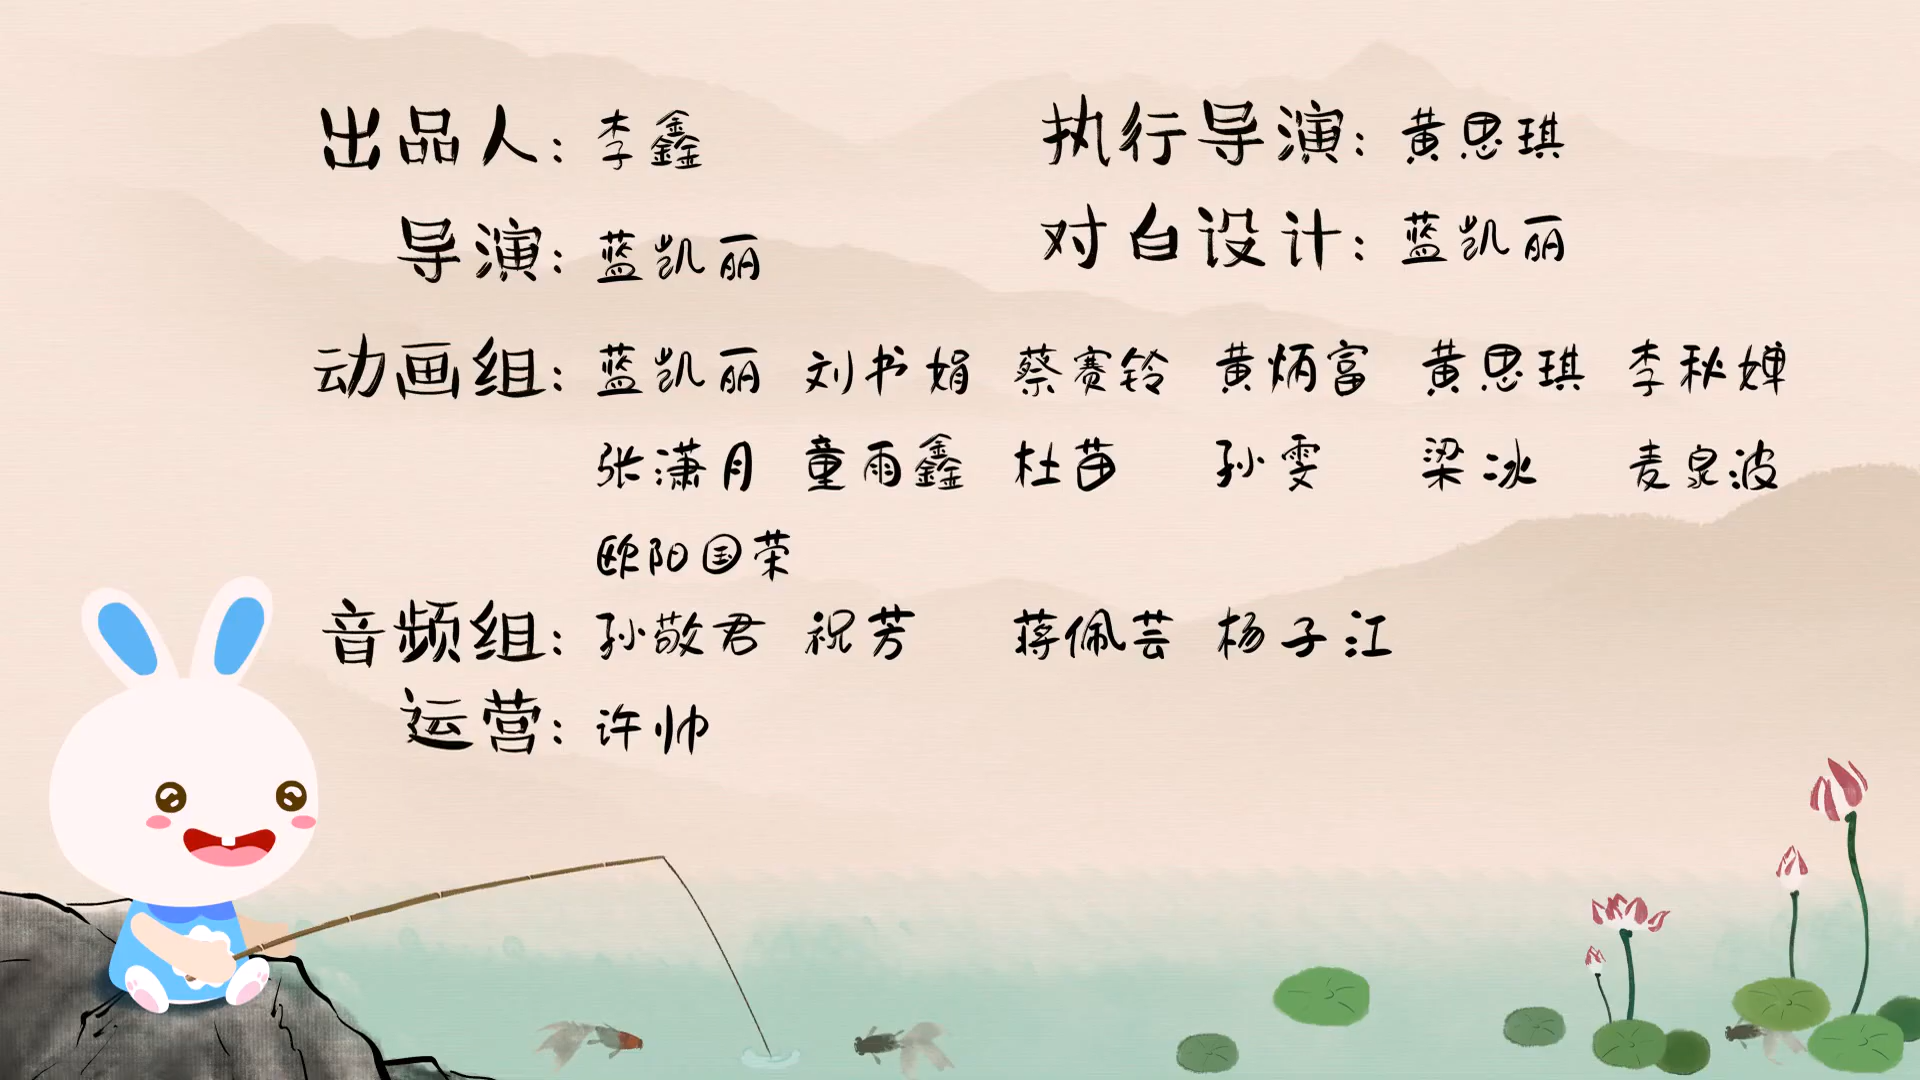 出品人：李鑫 执行导演：黄思琪
导演：蓝凯丽 对白设计：蓝凯丽
动画组：蓝凯丽 刘书娟 蔡赛铃 黄炳富 黄思琪 李秋婵
张潇月 童雨鑫 杜苗 孙雯 梁冰 麦泉波
欧阳国荣
音频组：孙敬君 祝芳 蒋佩芸 杨子江
运营：许帅